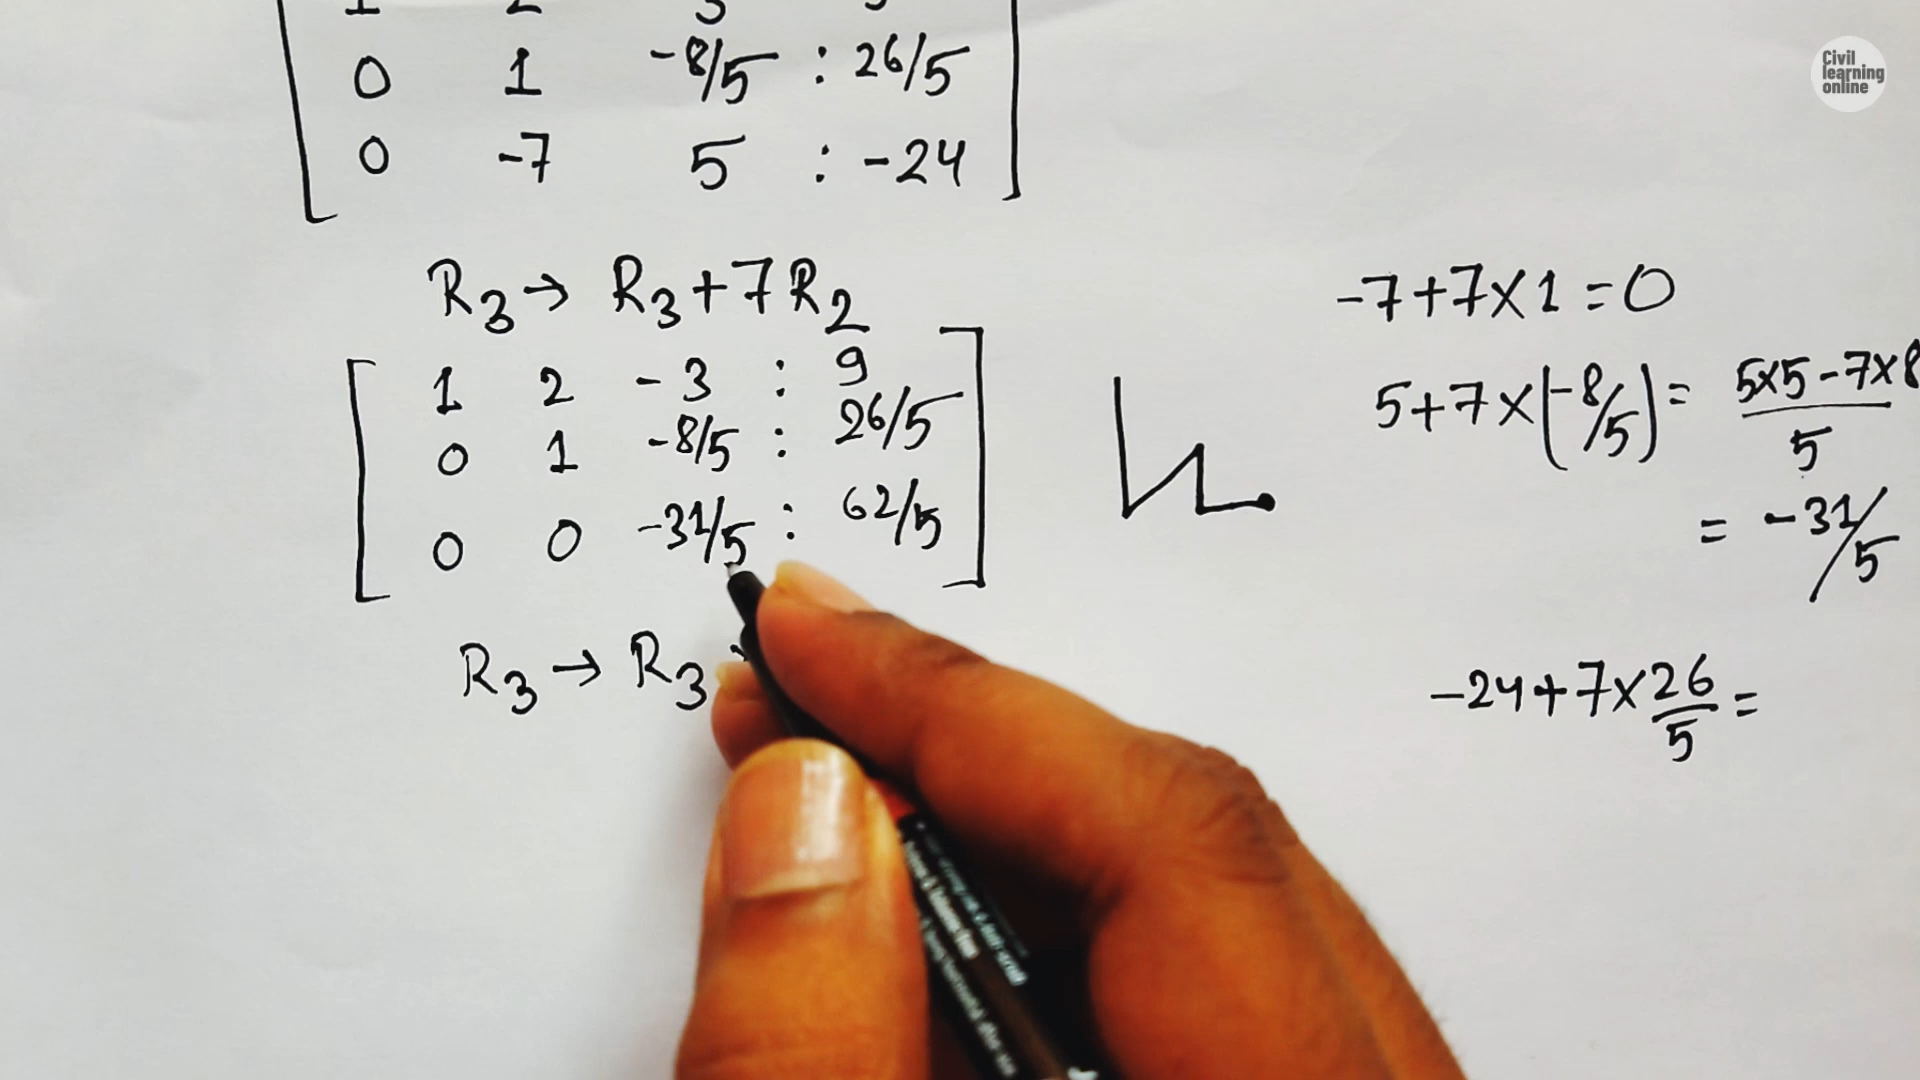 0 1 -8/5 : 26/5
0 -7 5 : -24
R3 → R3+7R2
1 2 -3 : 9
0 1 -8/5 : 26/5
0 0 -31/5 : 62/5
R3 → R3
-7+7×1=0
5+7×(-8/5)= 5×5-7×8/5
= -31/5
-24+7×26/5=
Civil
learning
online